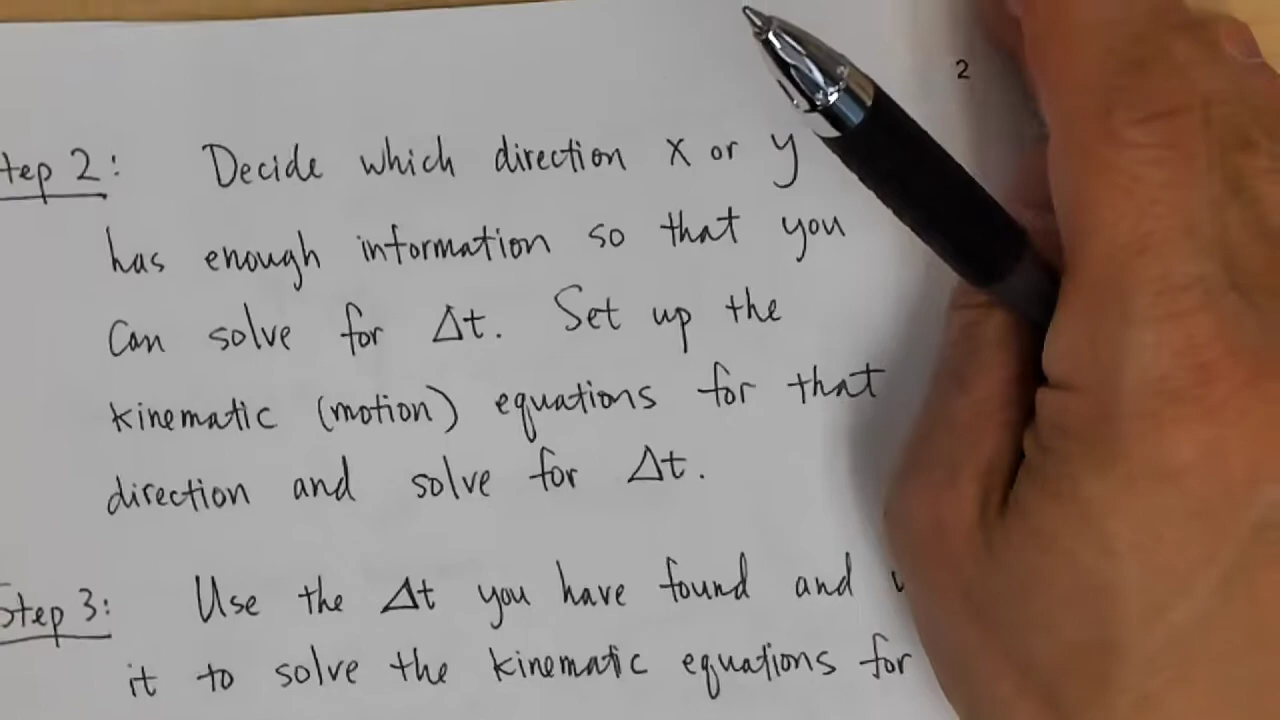 2
tep 2: Decide which direction x or y
has enough information so that you
can solve for Δt. Set up the
kinematic (motion) equations for that
direction and solve for Δt.
Step 3: Use the Δt you have found and
it to solve the kinematic equations for